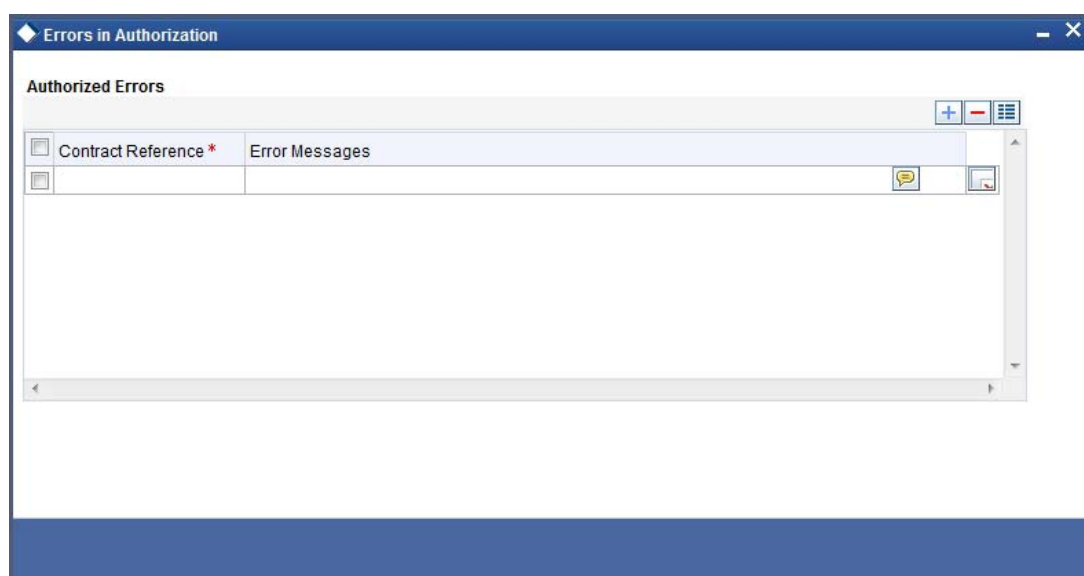 Errors in Authorization
Authorized Errors
Contract Reference * Error Messages